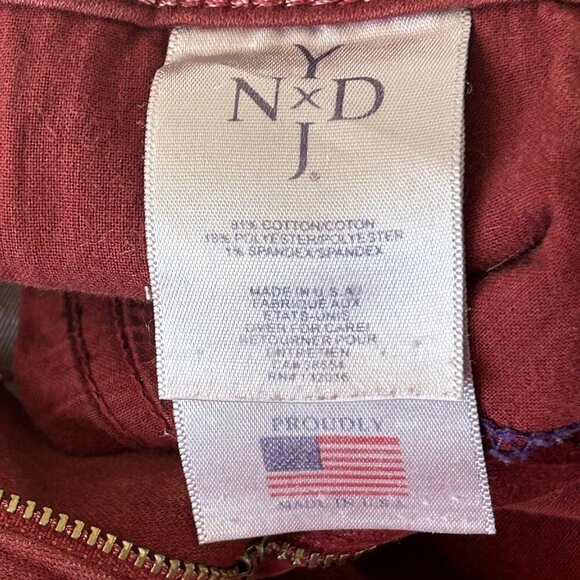 Y
N x D
J®
81% COTTON/COTON
18% POLYESTER/POLYESTER
1% SPANDEX/SPANDEX
MADE IN U.S.A.
FABRIQUE AUX
ETATS-UNIS
OVER FOR CARE!
RETOURNER POUR
ENTRETIEN
PROUDLY
MADE IN U.S.A.